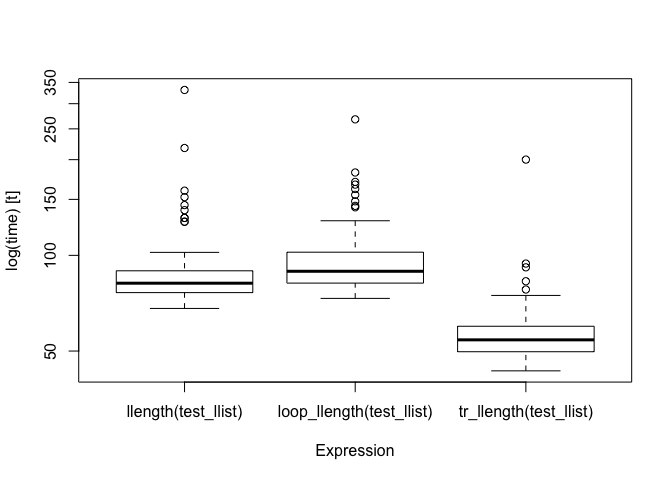 log(time) [t]
350
250
150
100
50
llength(test_llist) loop_llength(test_llist) tr_llength(test_llist)
Expression